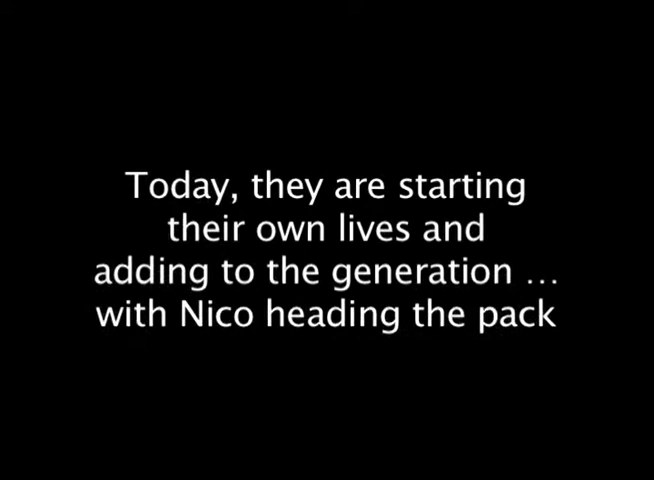 Today, they are starting
their own lives and
adding to the generation …
with Nico heading the pack